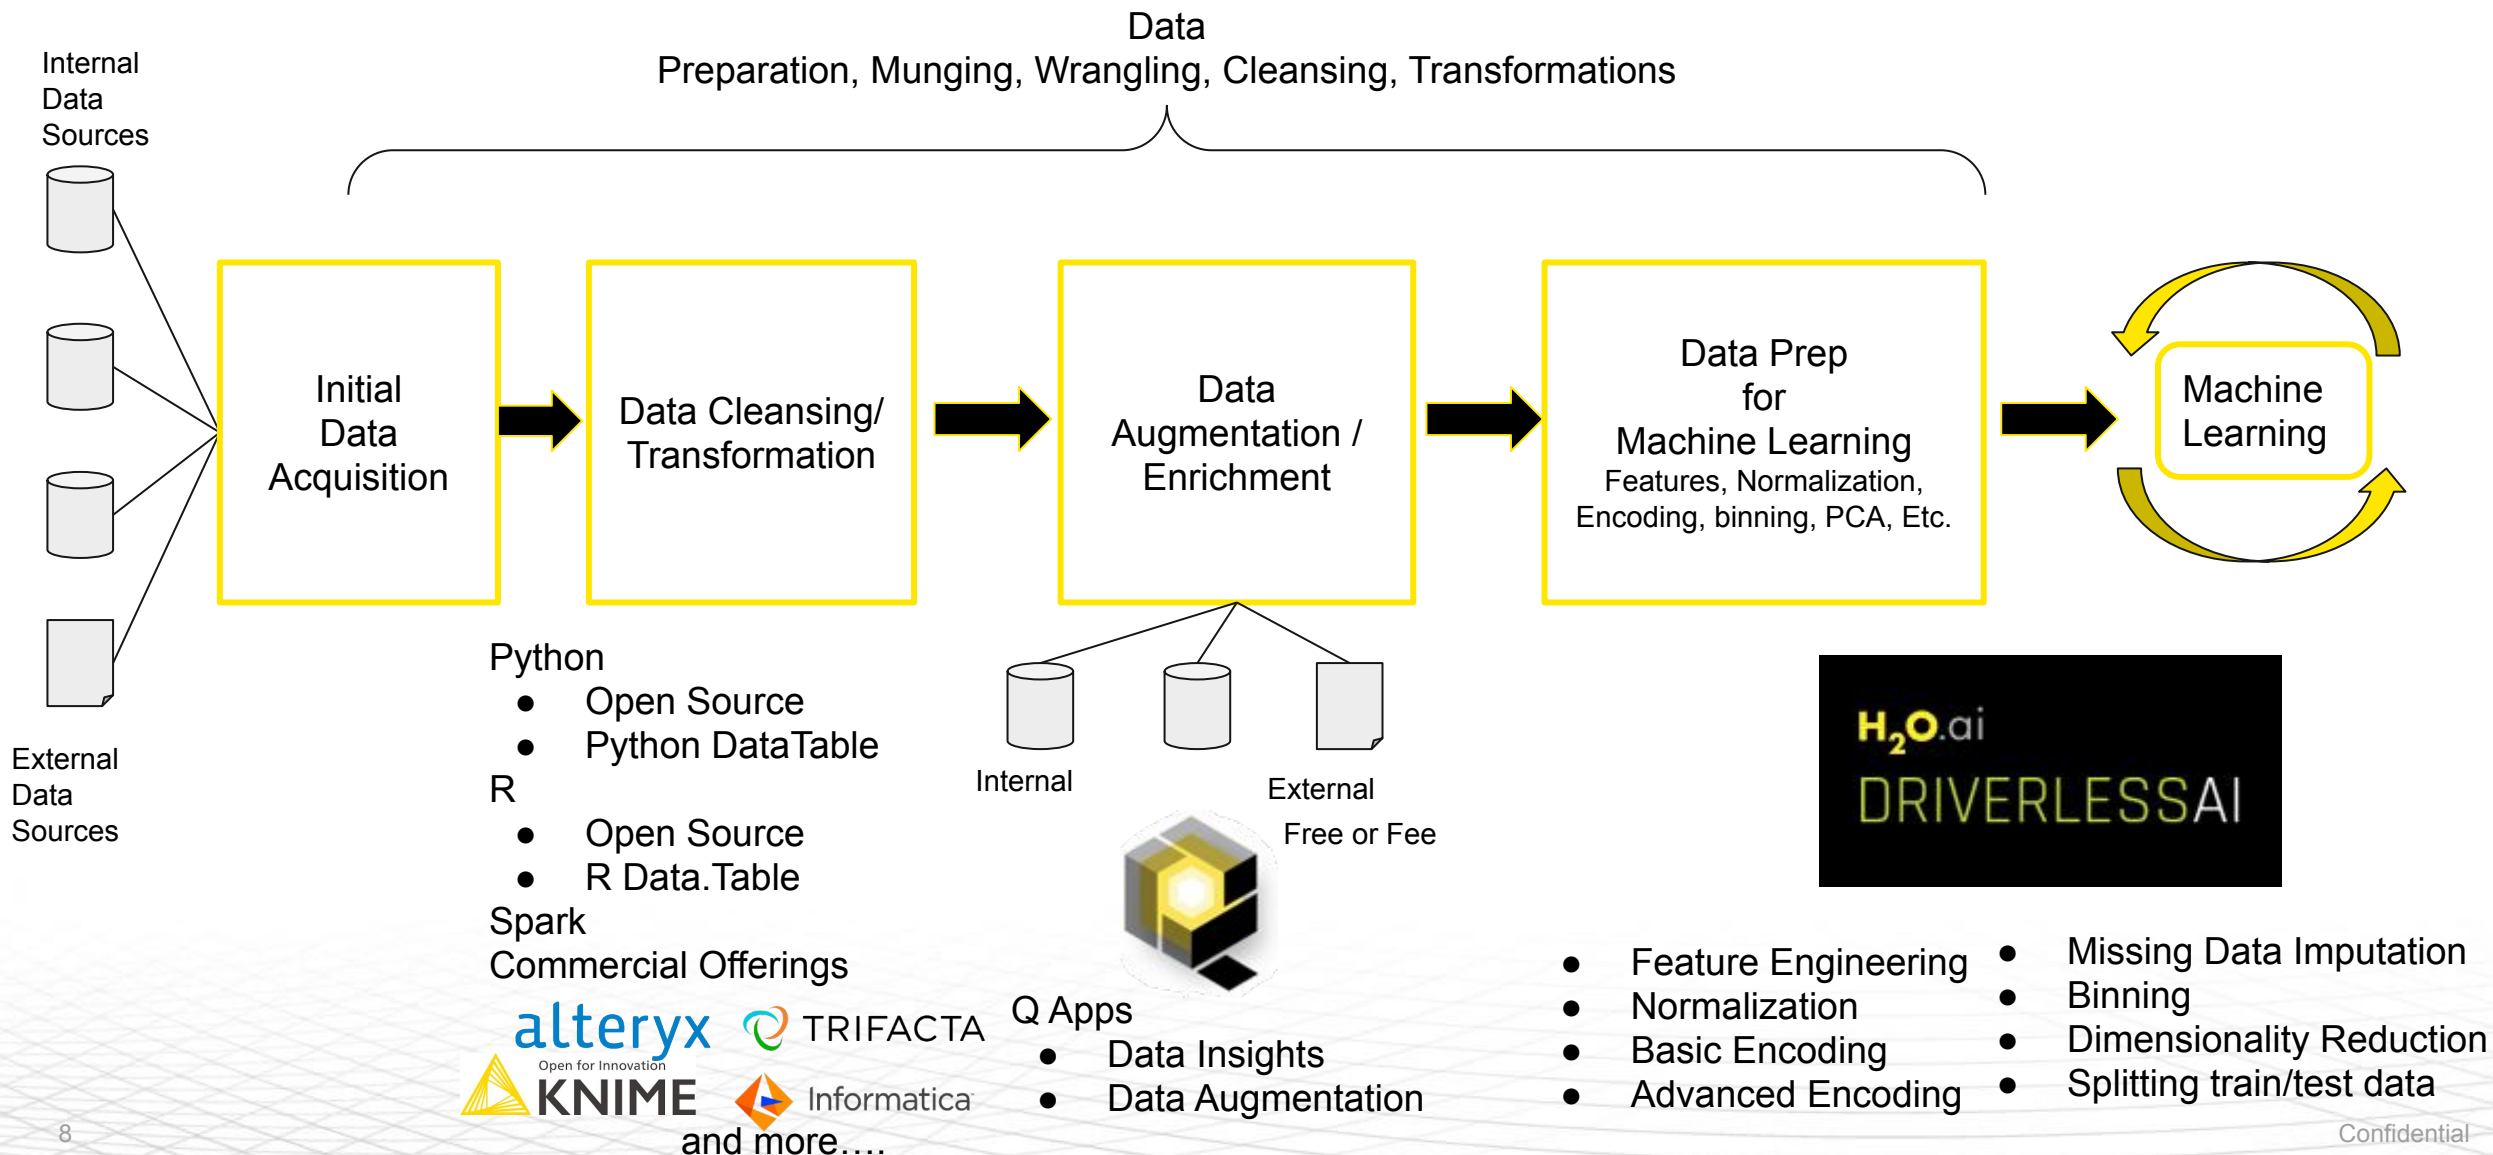 Data
Preparation, Munging, Wrangling, Cleansing, Transformations
Internal
Data
Sources
External
Data
Sources
Initial
Data
Acquisition
Data Cleansing/
Transformation
Data
Augmentation /
Enrichment
Data Prep
for
Machine Learning
Features, Normalization,
Encoding, binning, PCA, Etc.
Machine
Learning
Python
● Open Source
● Python DataTable
R
● Open Source
● R Data.Table
Spark
Commercial Offerings
alteryx
TRIFACTA
Open for Innovation
KNIME
Informatica
and more....
Internal
External
Free or Fee
Q Apps
● Data Insights
● Data Augmentation
H2O.ai
DRIVERLESSAI
● Feature Engineering
● Normalization
● Basic Encoding
● Advanced Encoding
● Missing Data Imputation
● Binning
● Dimensionality Reduction
● Splitting train/test data
8
Confidential